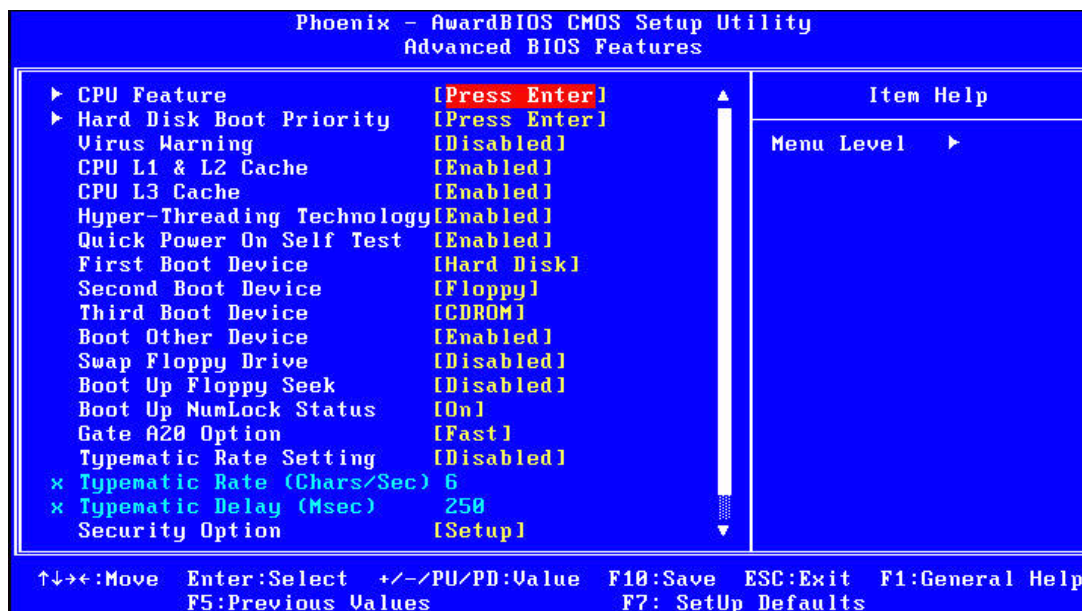 Phoenix - AwardBIOS CMOS Setup Utility
Advanced BIOS Features
CPU Feature [Press Enter]
Hard Disk Boot Priority [Press Enter]
Virus Warning [Disabled]
CPU L1 & L2 Cache [Enabled]
CPU L3 Cache [Enabled]
Hyper-Threading Technology[Enabled]
Quick Power On Self Test [Enabled]
First Boot Device [Hard Disk]
Second Boot Device [Floppy]
Third Boot Device [CDROM]
Boot Other Device [Enabled]
Swap Floppy Drive [Disabled]
Boot Up Floppy Seek [Disabled]
Boot Up NumLock Status [On]
Gate A20 Option [Fast]
Typematic Rate Setting [Disabled]
x Typematic Rate (Chars/Sec) 6
x Typematic Delay (Msec) 250
Security Option [Setup]
Item Help
Menu Level
↑↓→←:Move Enter:Select +/-/PU/PD:Value F10:Save ESC:Exit F1:General Help
F5:Previous Values F7: SetUp Defaults